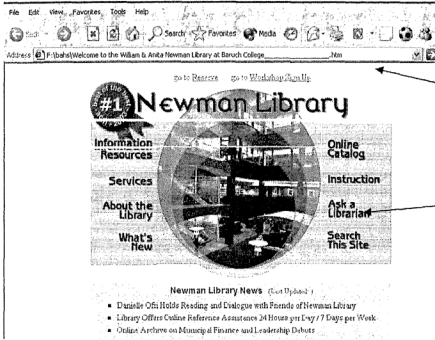 File Edit View Favorites Tools Help
Back Search Favorites Media
Address F:\bahs\Welcome to the William & Anita Newman Library at Baruch College .htm
go to Reserve go to Workshop Sign Up
#1 Newman Library
Information Resources
Online Catalog
Services
Instruction
About the Library
Ask a Librarian
What's New
Search This Site
Newman Library News (Last Updated: )
Danielle Ofri Holds Reading and Dialogue with Friends of Newman Library
Library Offers Online Reference Assistance 24 Hours per Day / 7 Days per Week
Online Archive on Municipal Finance and Leadership Debuts